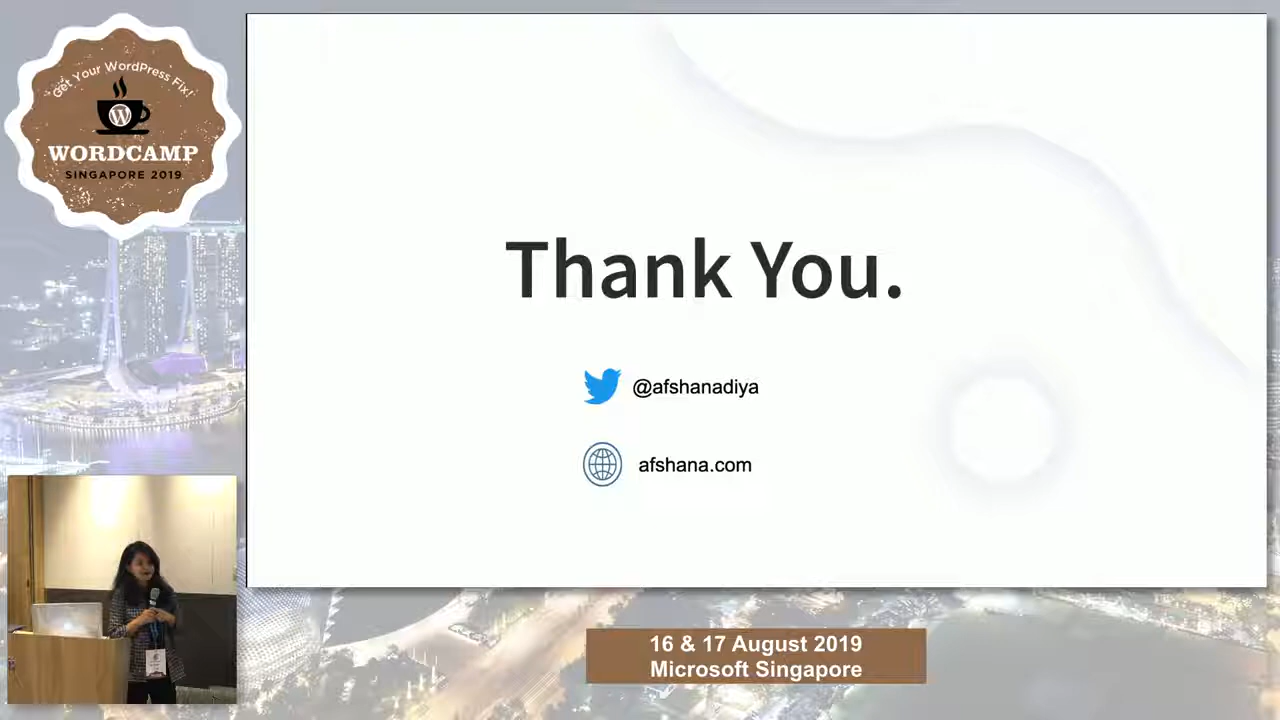 Get Your WordPress Fix!
WORDCAMP
SINGAPORE 2019
Thank You.
@afshanadiya
afshana.com
16 & 17 August 2019
Microsoft Singapore